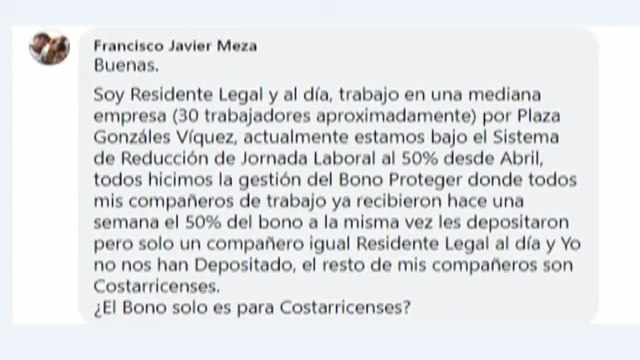 Francisco Javier Meza
Buenas.
Soy Residente Legal y al día, trabajo en una mediana
empresa (30 trabajadores aproximadamente) por Plaza
Gonzáles Víquez, actualmente estamos bajo el Sistema
de Reducción de Jornada Laboral al 50% desde Abril,
todos hicimos la gestión del Bono Proteger donde todos
mis compañeros de trabajo ya recibieron hace una
semana el 50% del bono a la misma vez les depositaron
pero solo un compañero igual Residente Legal al día y Yo
no nos han Depositado, el resto de mis compañeros son
Costarricenses.
¿El Bono solo es para Costarricenses?